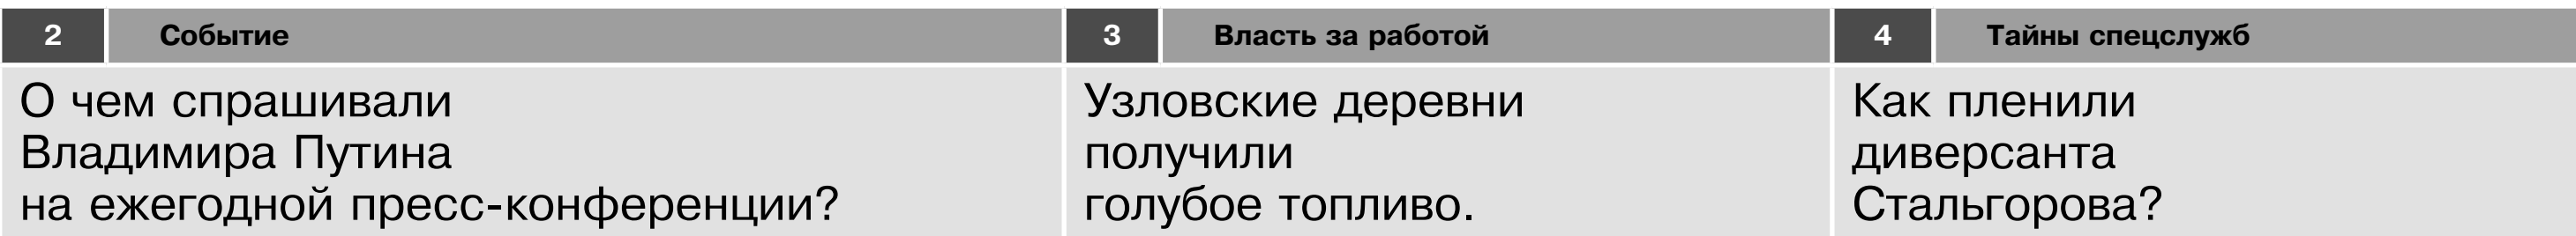 2 Событие
О чем спрашивали
Владимира Путина
на ежегодной пресс-конференции?
3 Власть за работой
Узловские деревни
получили
голубое топливо.
4 Тайны спецслужб
Как пленили
диверсанта
Стальгорова?